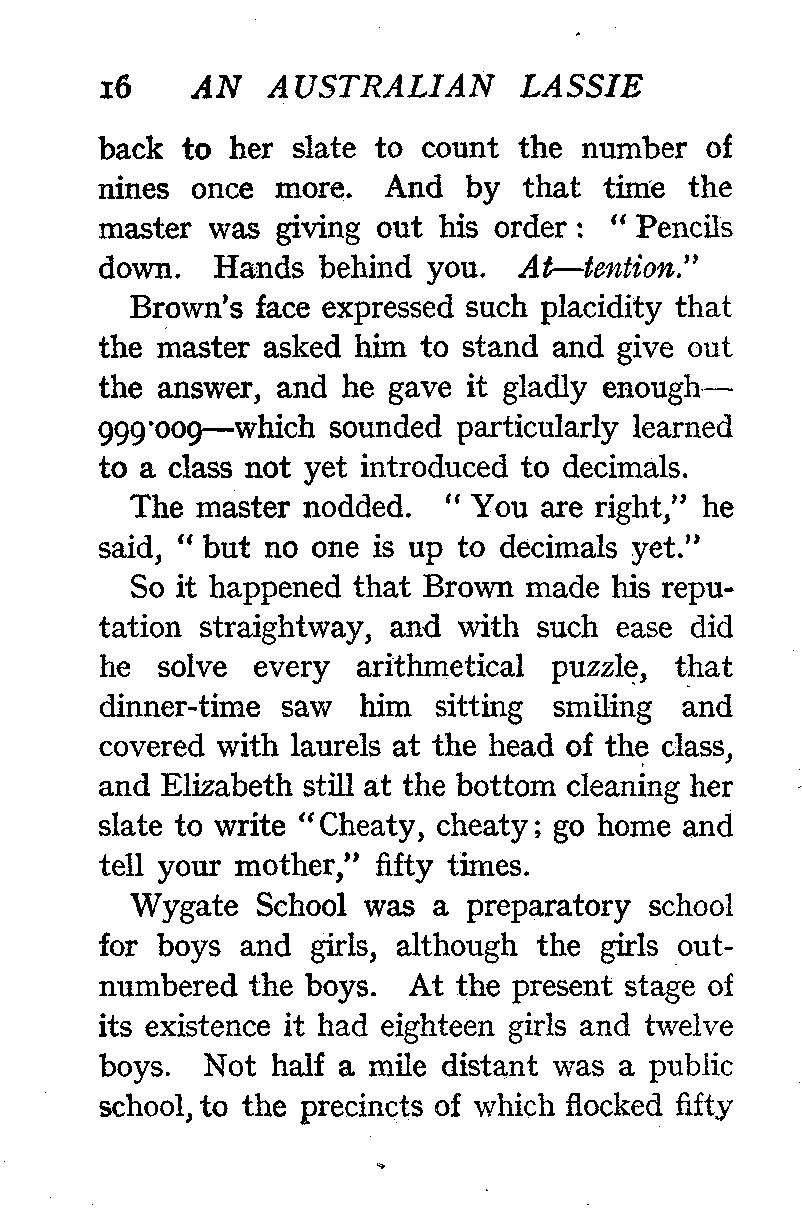 16 AN AUSTRALIAN LASSIE
back to her slate to count the number of
nines once more. And by that time the
master was giving out his order: “Pencils
down. Hands behind you. At—tention.”
Brown's face expressed such placidity that
the master asked him to stand and give out
the answer, and he gave it gladly enough—
999·009—which sounded particularly learned
to a class not yet introduced to decimals.
The master nodded. “You are right,” he
said, “but no one is up to decimals yet.”
So it happened that Brown made his repu-
tation straightway, and with such ease did
he solve every arithmetical puzzle, that
dinner-time saw him sitting smiling and
covered with laurels at the head of the class,
and Elizabeth still at the bottom cleaning her
slate to write “Cheaty, cheaty; go home and
tell your mother,” fifty times.
Wygate School was a preparatory school
for boys and girls, although the girls out-
numbered the boys. At the present stage of
its existence it had eighteen girls and twelve
boys. Not half a mile distant was a public
school, to the precincts of which flocked fifty